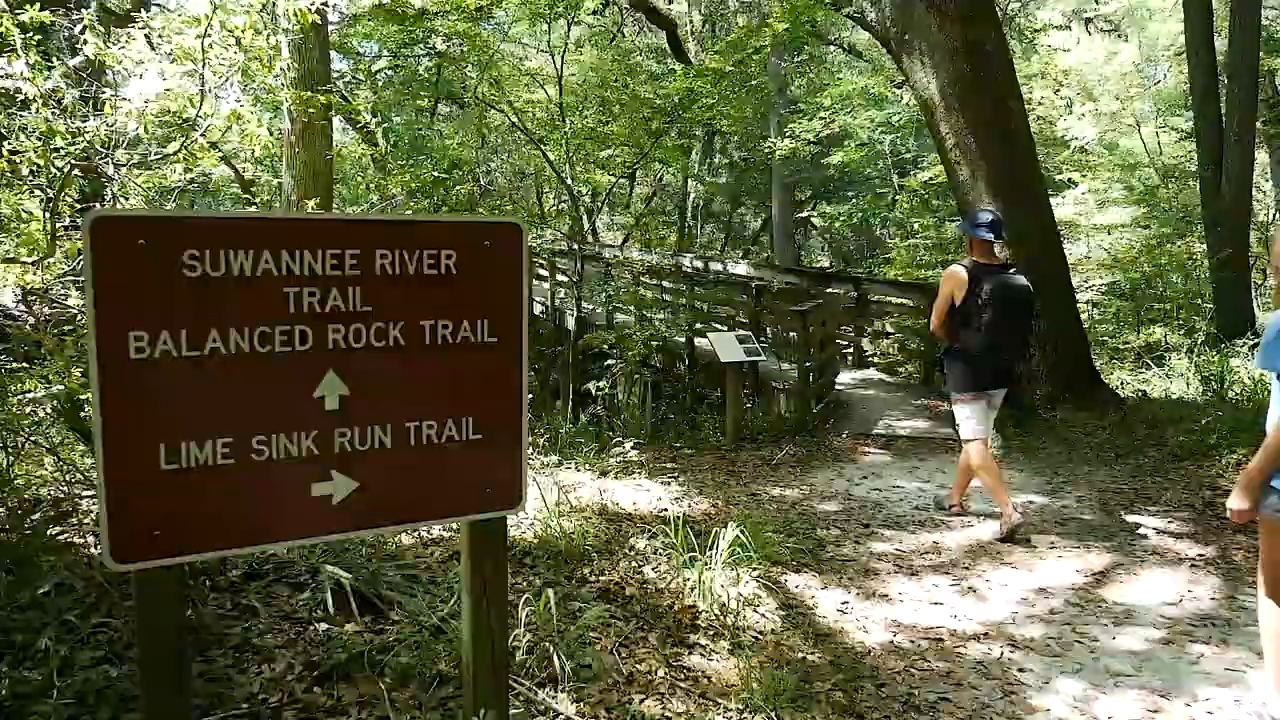 SUWANNEE RIVER
TRAIL
BALANCED ROCK TRAIL
LIME SINK RUN TRAIL